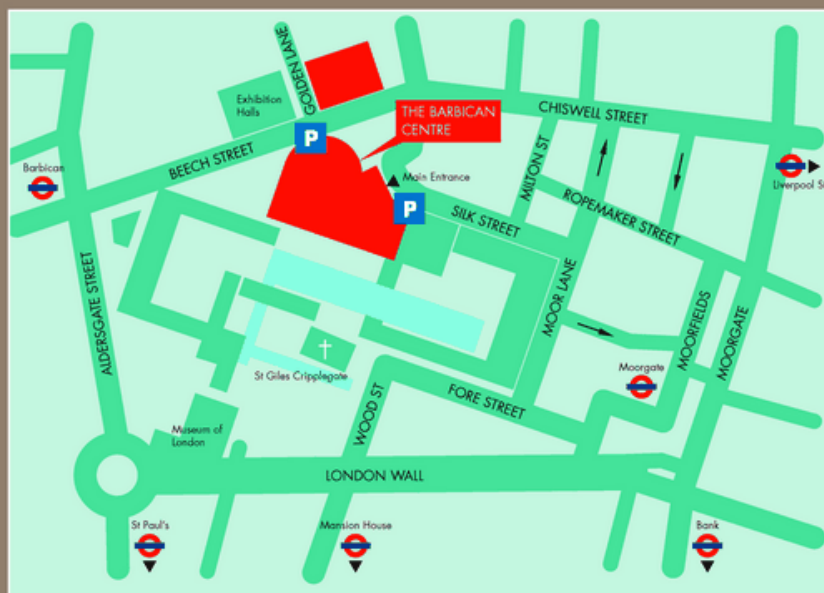 GOLDEN LANE
Exhibition
Halls
THE BARBICAN
CENTRE
CHISWELL STREET
P
BEECH STREET
Barbican
Main Entrance
MILTON ST
Liverpool S
P
SILK STREET
ROPEMAKER STREET
ALDERSGATE STREET
MOOR LANE
MOORFIELDS
MOORGATE
Moorgate
St Giles Cripplegate
WOOD ST
FORE STREET
Museum of
London
LONDON WALL
St Paul's
Mansion House
Bank